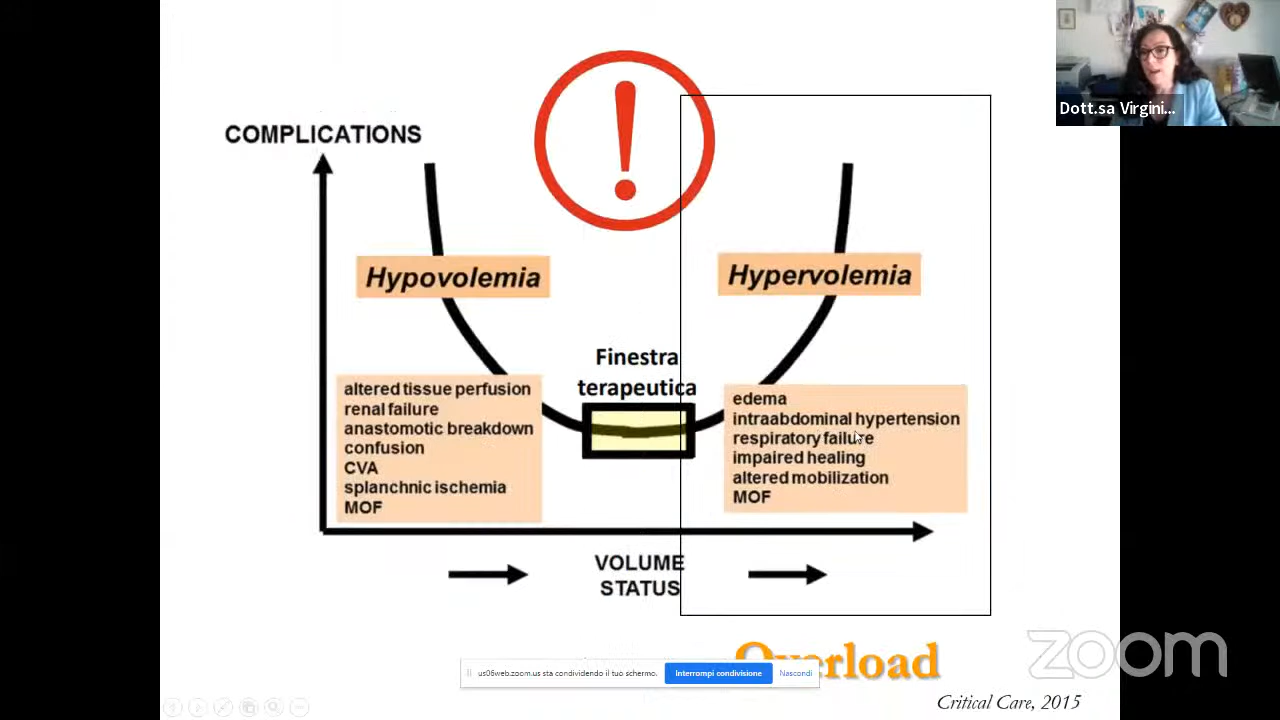 Dott.sa Virgini...
COMPLICATIONS
Hypovolemia
Hypervolemia
Finestra
terapeutica
altered tissue perfusion
renal failure
anastomotic breakdown
confusion
CVA
splanchnic ischemia
MOF
edema
intraabdominal hypertension
respiratory failure
impaired healing
altered mobilization
MOF
VOLUME
STATUS
Overload
zoom
us06web.zoom.us sta condividendo il tuo schermo.
Interrompi condivisione
Nascondi
Critical Care, 2015